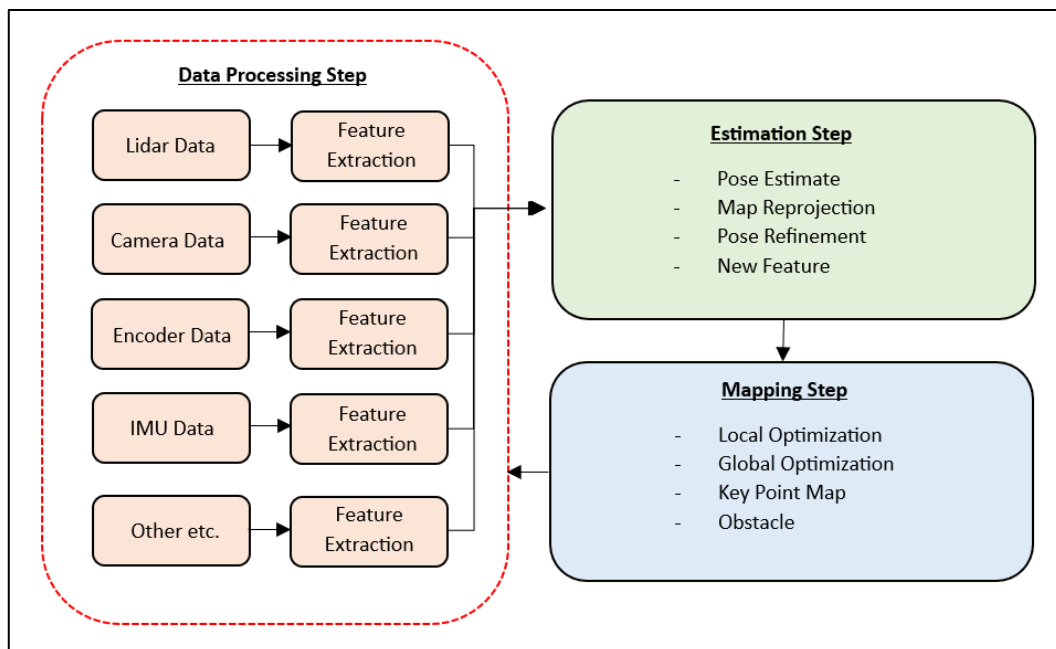 Data Processing Step
Lidar Data
Feature
Extraction
Camera Data
Feature
Extraction
Encoder Data
Feature
Extraction
IMU Data
Feature
Extraction
Other etc.
Feature
Extraction
Estimation Step
- Pose Estimate
- Map Reprojection
- Pose Refinement
- New Feature
Mapping Step
- Local Optimization
- Global Optimization
- Key Point Map
- Obstacle